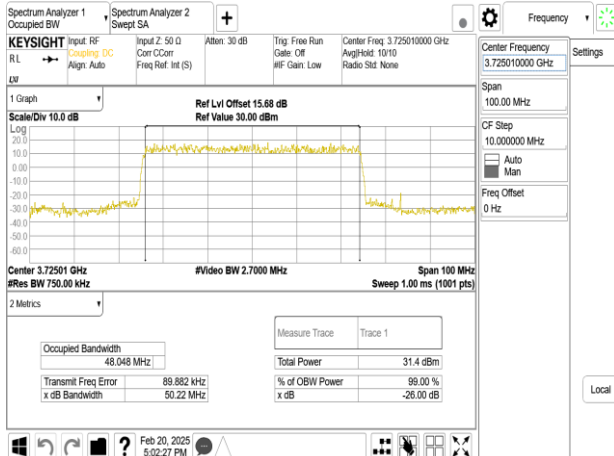 Spectrum Analyzer 1
Occupied BW
Spectrum Analyzer 2
Swept SA
+
Frequency
KEYSIGHT
RL
LXI
Input: RF
Coupling: DC
Align: Auto
Input Z: 50 Ω
Corr CCorr
Freq Ref: Int (S)
Atten: 30 dB
Trig: Free Run
Gate: Off
#IF Gain: Low
Center Freq: 3.725010000 GHz
Avg|Hold: 10/10
Radio Std: None
Center Frequency
3.725010000 GHz
Settings
Span
100.00 MHz
CF Step
10.000000 MHz
Auto
Man
Freq Offset
0 Hz
Local
1 Graph
Scale/Div 10.0 dB
Ref Lvl Offset 15.68 dB
Ref Value 30.00 dBm
Log
20.0
10.0
0.00
-10.0
-20.0
-30.0
-40.0
-50.0
-60.0
Center 3.72501 GHz
#Video BW 2.7000 MHz
Span 100 MHz
#Res BW 750.00 kHz
Sweep 1.00 ms (1001 pts)
2 Metrics
Measure Trace
Trace 1
Occupied Bandwidth
48.048 MHz
Total Power
31.4 dBm
Transmit Freq Error
89.882 kHz
% of OBW Power
99.00 %
x dB Bandwidth
50.22 MHz
x dB
-26.00 dB
?
Feb 20, 2025
5:02:27 PM